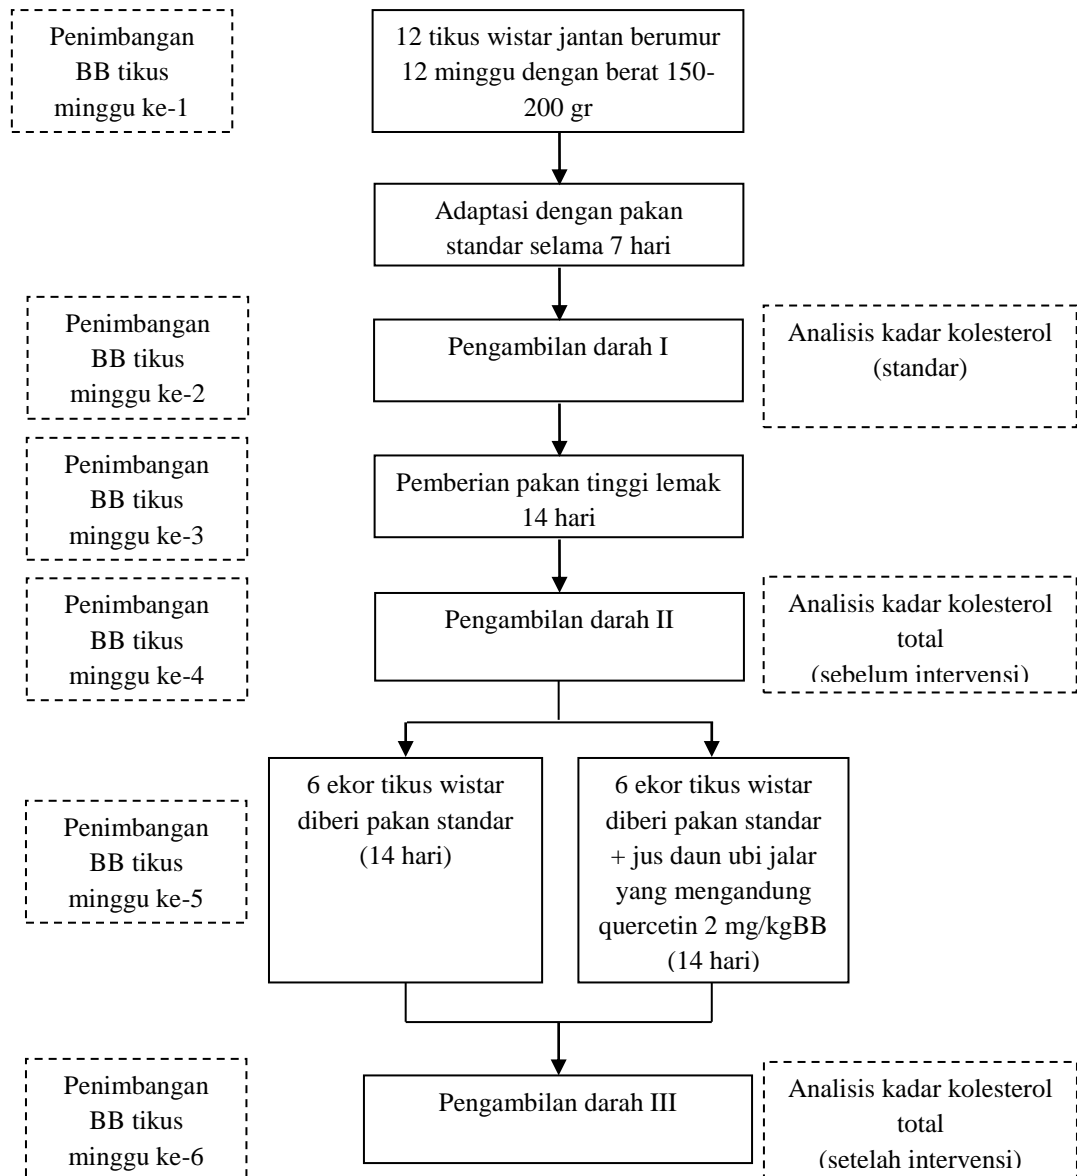 Penimbangan
BB tikus
minggu ke-1
12 tikus wistar jantan berumur
12 minggu dengan berat 150-
200 gr
Adaptasi dengan pakan
standar selama 7 hari
Penimbangan
BB tikus
minggu ke-2
Pengambilan darah I
Analisis kadar kolesterol
(standar)
Penimbangan
BB tikus
minggu ke-3
Pemberian pakan tinggi lemak
14 hari
Penimbangan
BB tikus
minggu ke-4
Pengambilan darah II
Analisis kadar kolesterol
total
(sebelum intervensi)
6 ekor tikus wistar
diberi pakan standar
(14 hari)
6 ekor tikus wistar
diberi pakan standar
+ jus daun ubi jalar
yang mengandung
quercetin 2 mg/kgBB
(14 hari)
Penimbangan
BB tikus
minggu ke-5
Penimbangan
BB tikus
minggu ke-6
Pengambilan darah III
Analisis kadar kolesterol
total
(setelah intervensi)